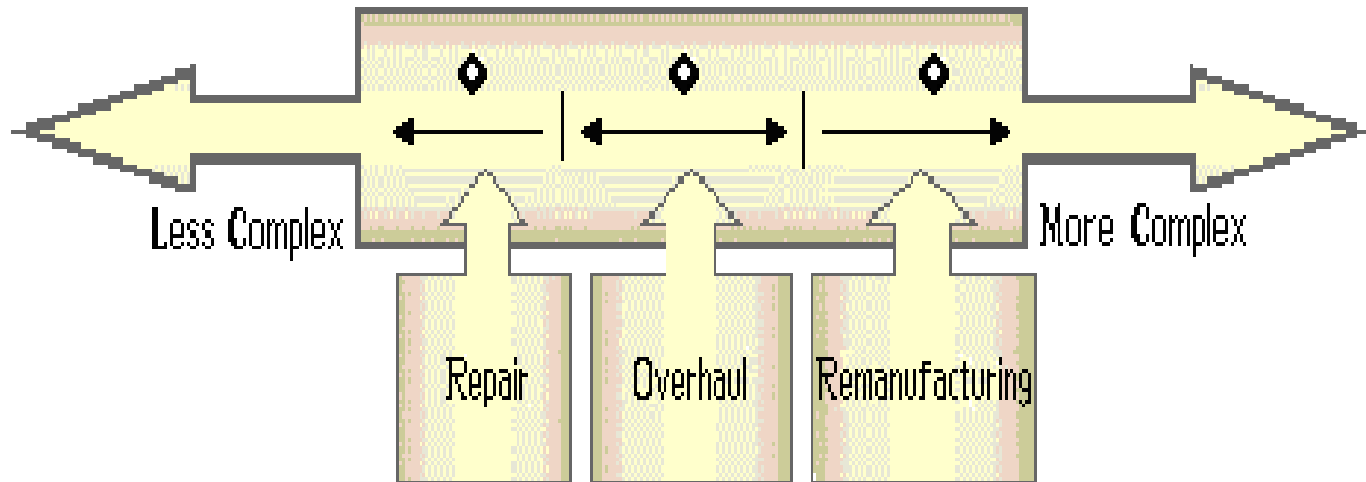 Less Complex
More Complex
Repair
Overhaul
Remanufacturing